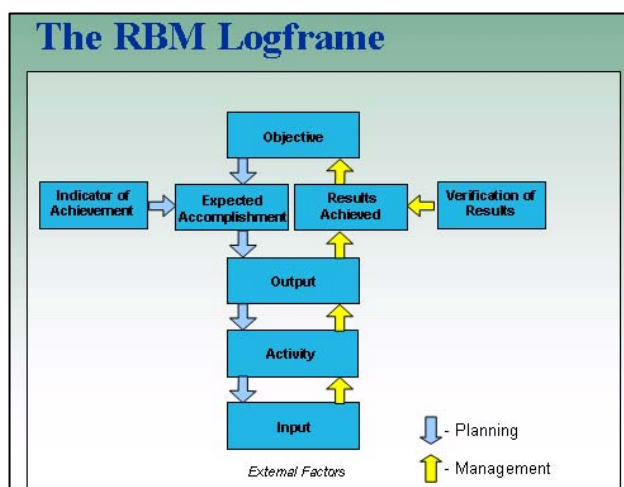 The RBM Logframe
Objective
Indicator of
Achievement
Expected
Accomplishment
Results
Achieved
Verification of
Results
Output
Activity
Input
External Factors
- Planning
- Management